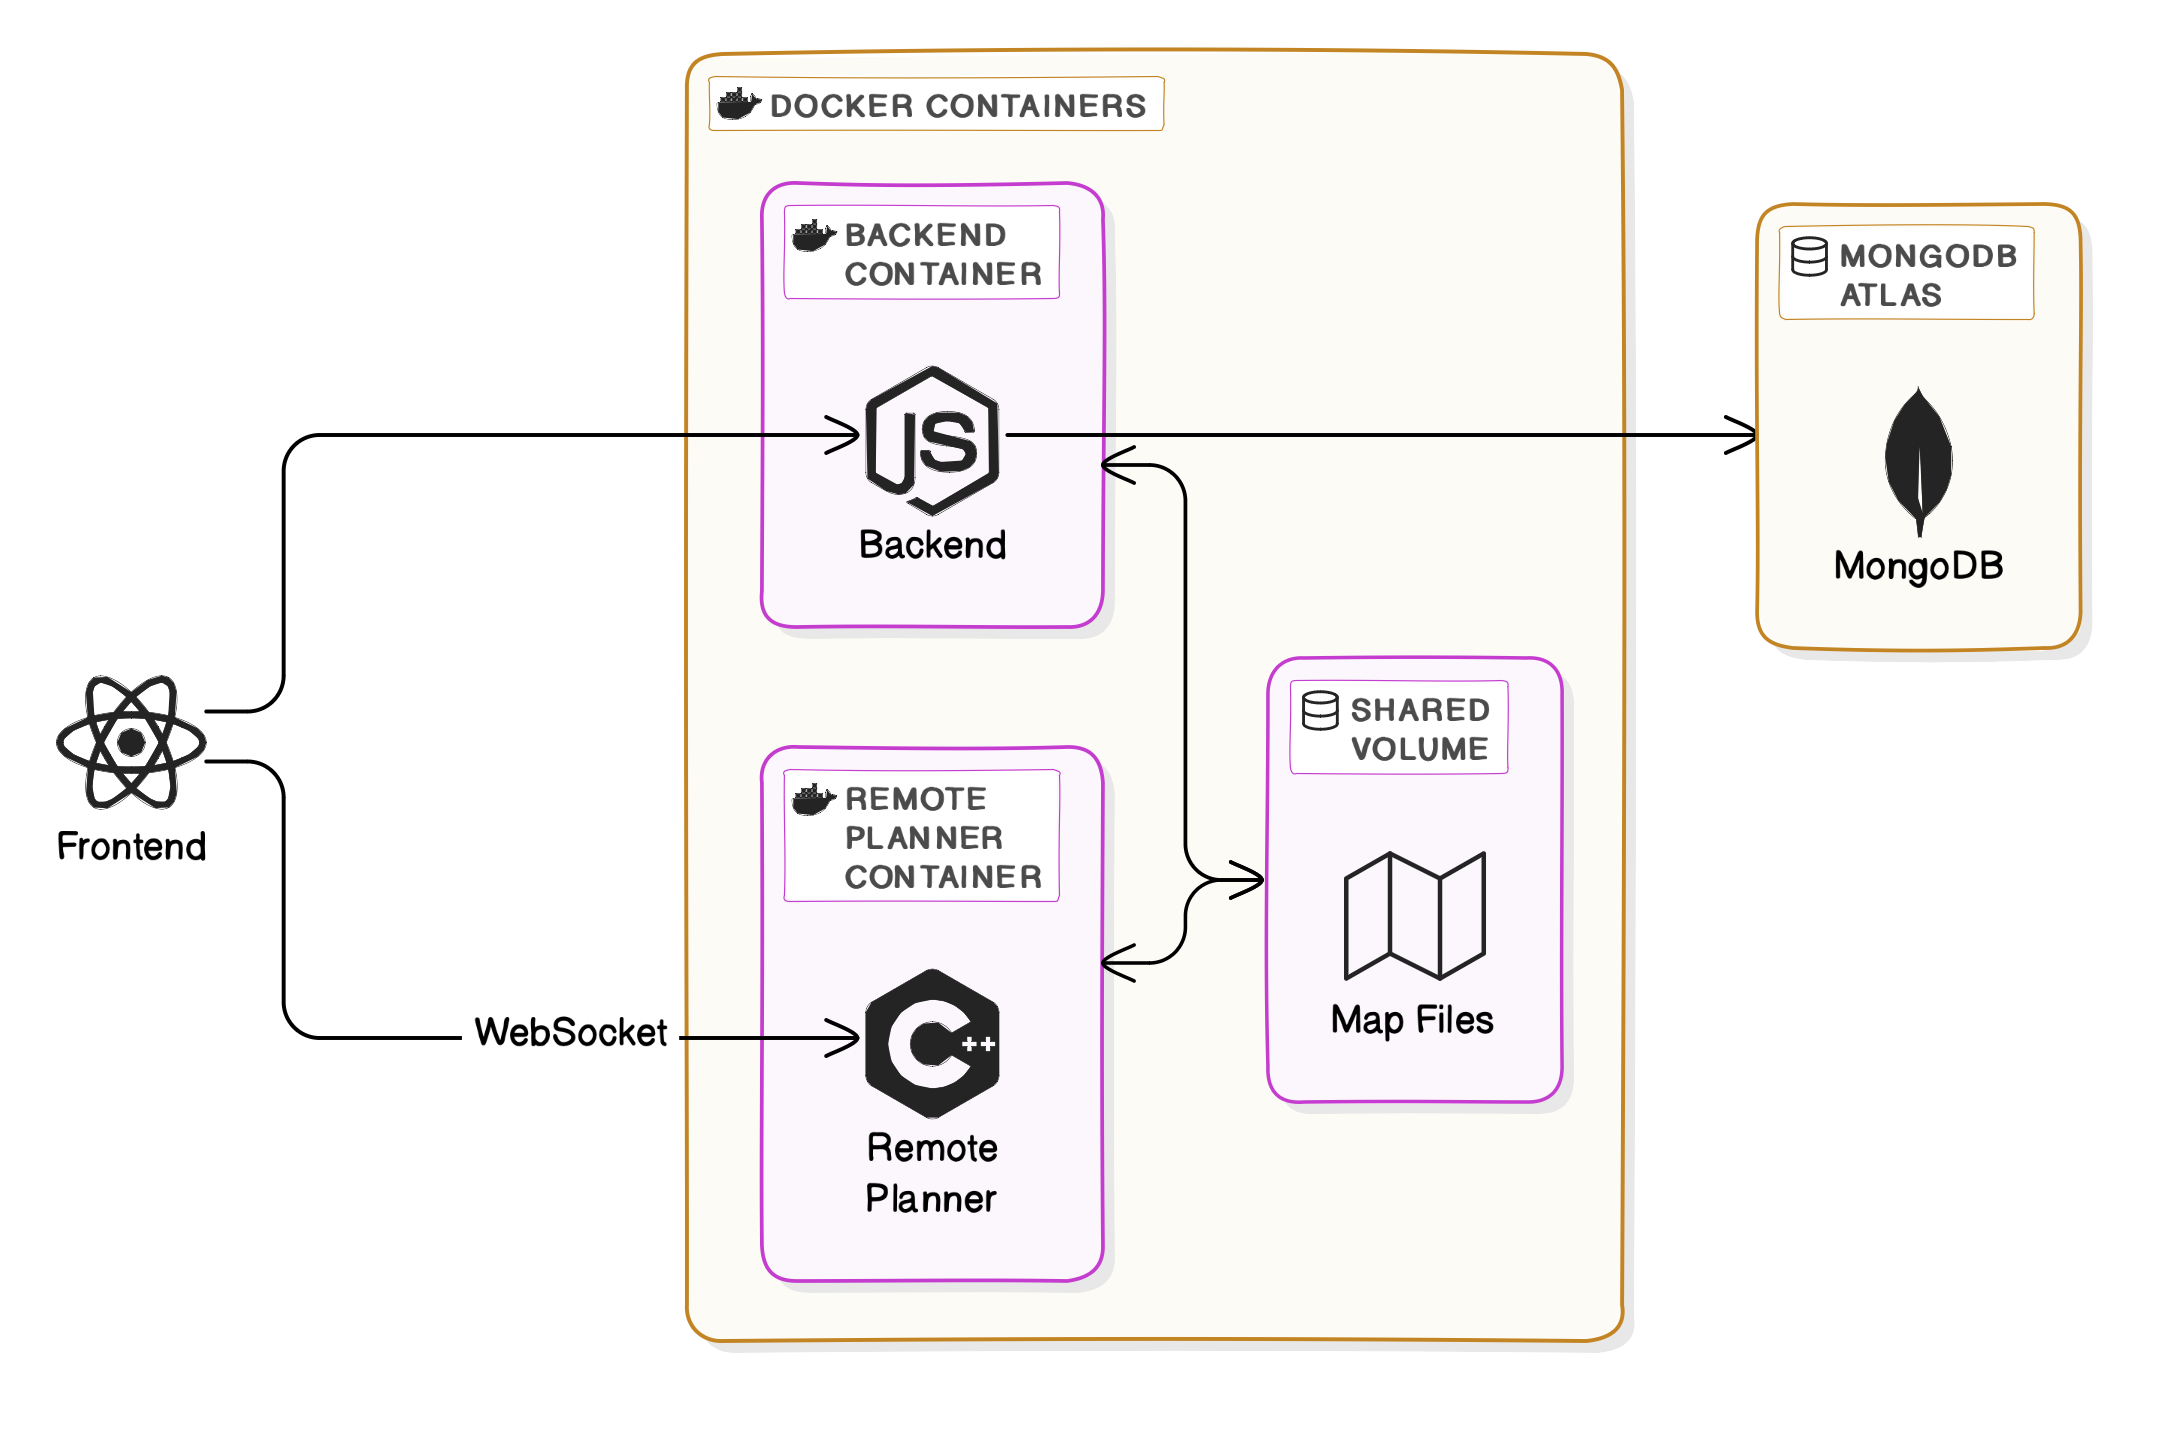 DOCKER CONTAINERS
BACKEND
CONTAINER
JS
Backend
MONGODB
ATLAS
MongoDB
Frontend
WebSocket
REMOTE
PLANNER
CONTAINER
C++
Remote
Planner
SHARED
VOLUME
Map Files